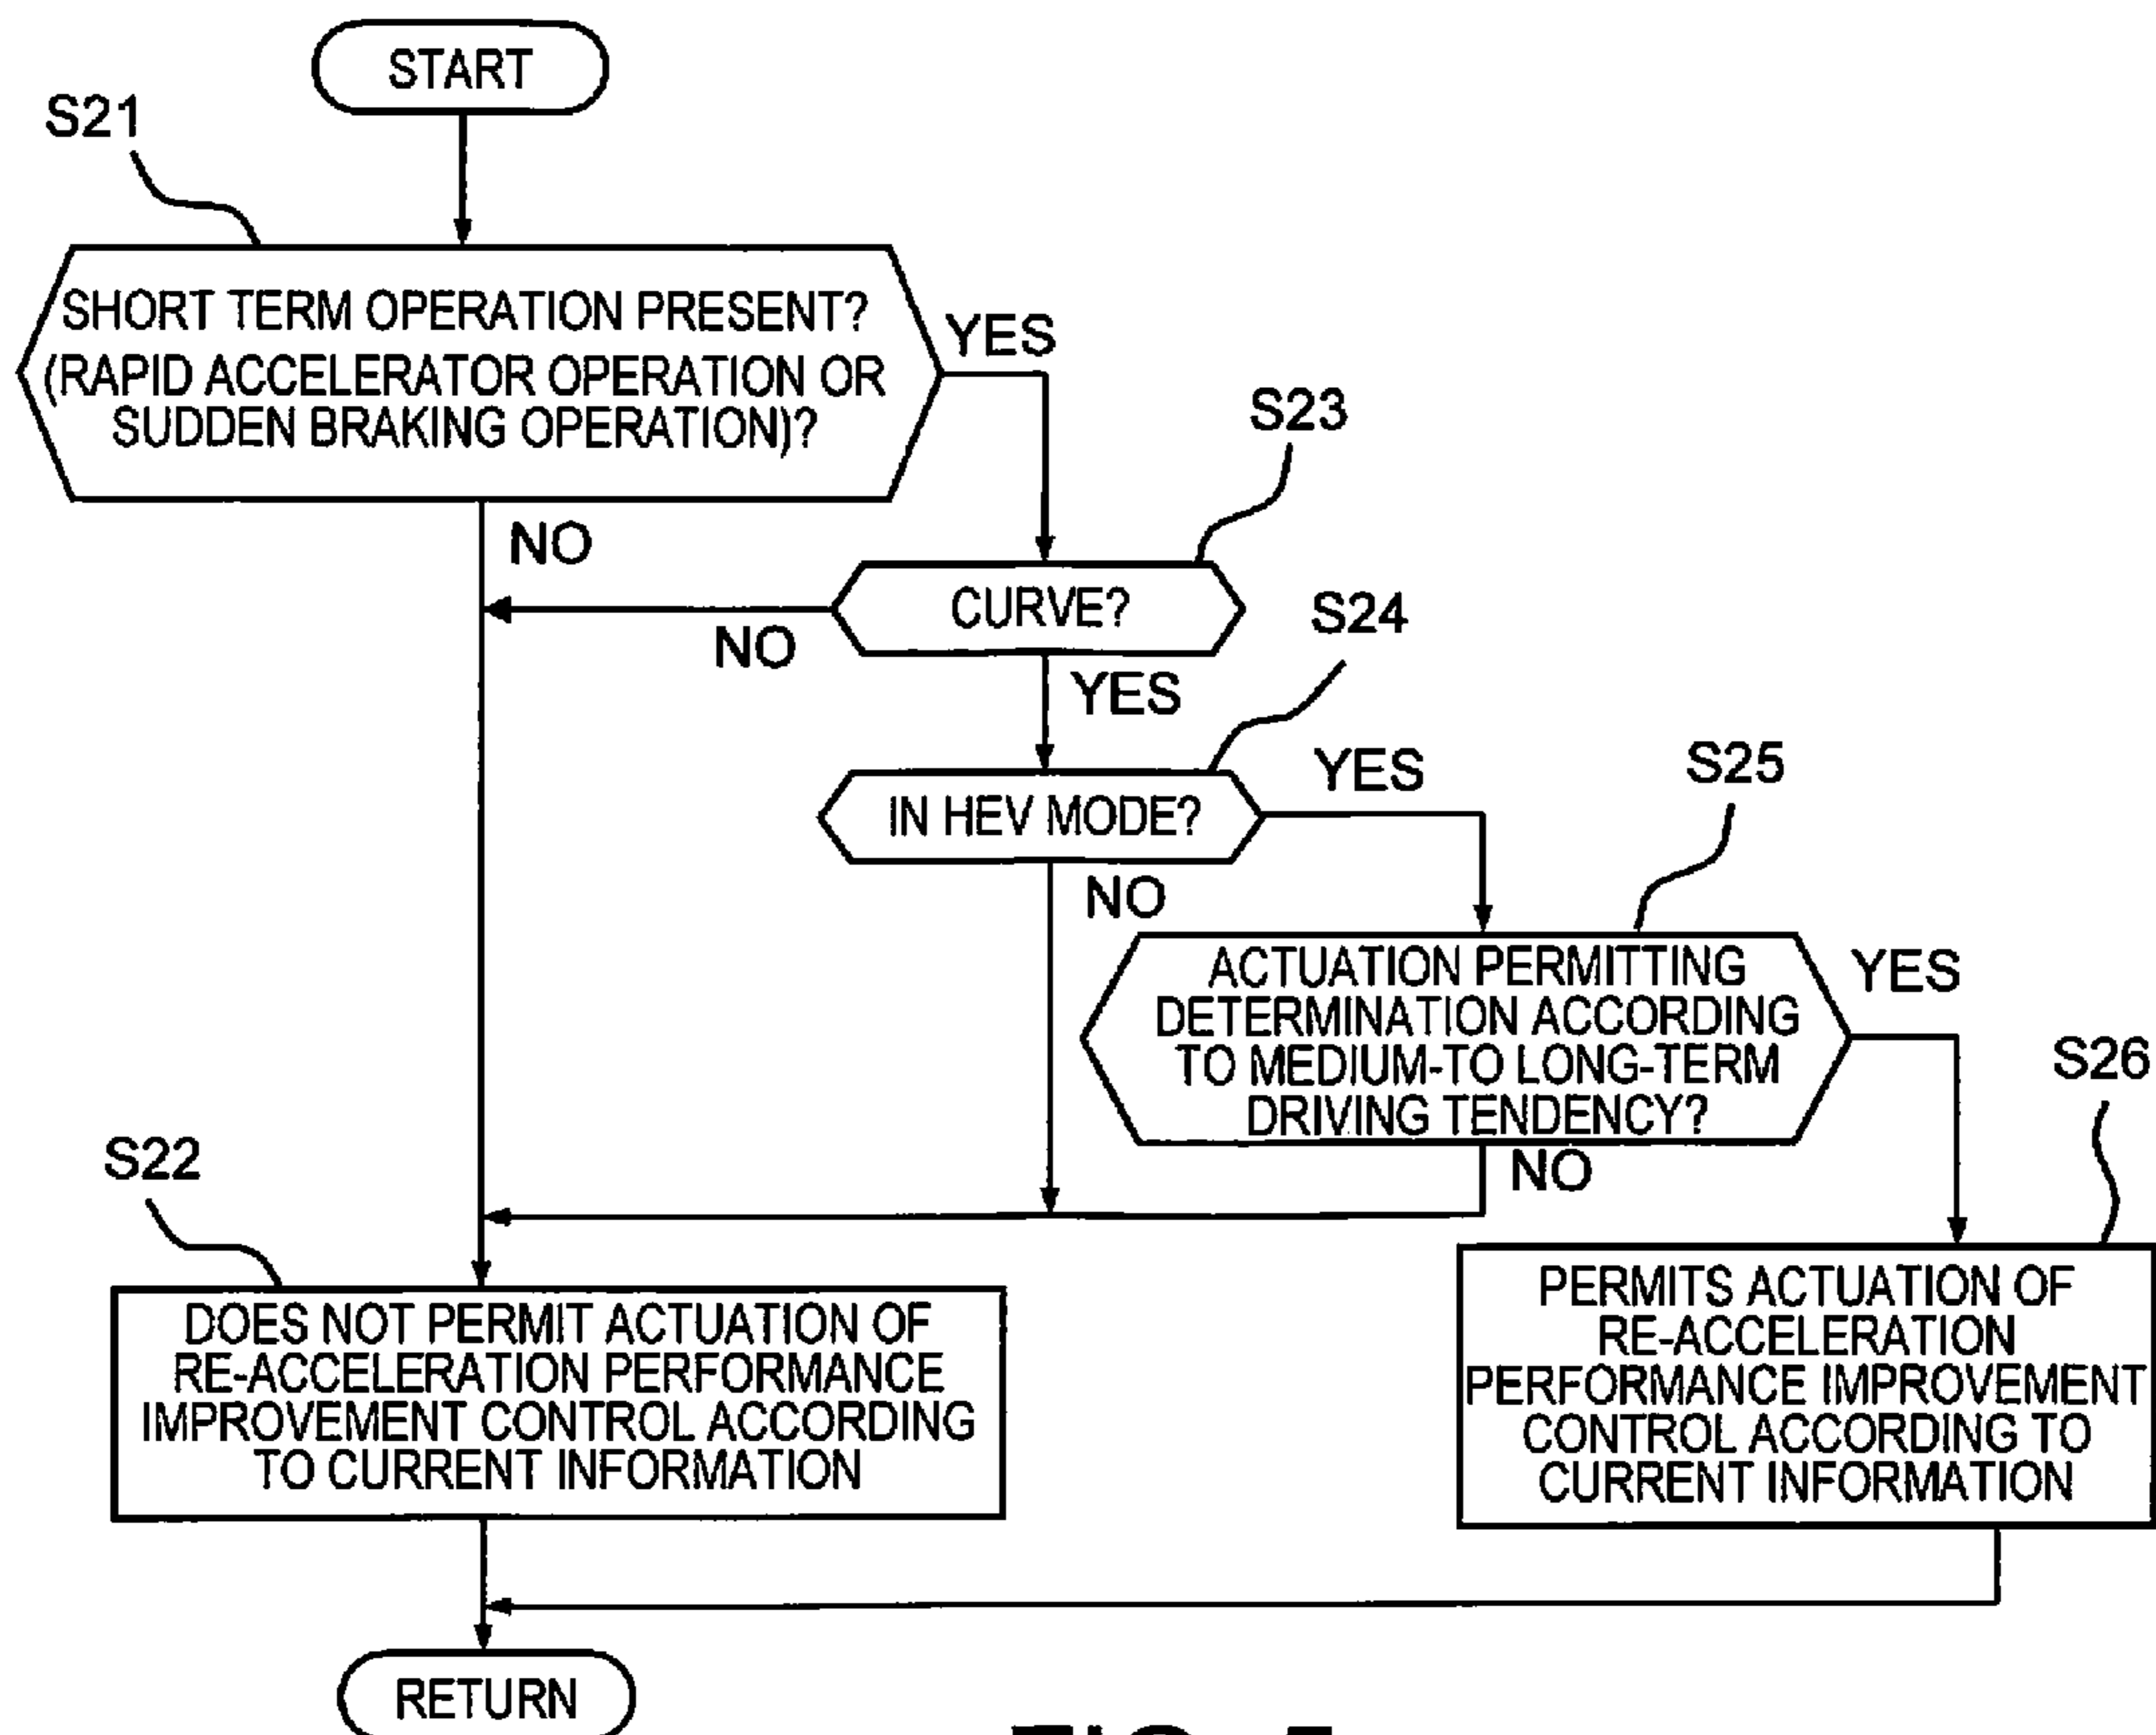 START
S21
SHORT TERM OPERATION PRESENT?
(RAPID ACCELERATOR OPERATION OR
SUDDEN BRAKING OPERATION)?
YES
NO
S23
CURVE?
NO
YES
S24
IN HEV MODE?
YES
NO
S25
ACTUATION PERMITTING
DETERMINATION ACCORDING
TO MEDIUM-TO LONG-TERM
DRIVING TENDENCY?
YES
NO
S26
PERMITS ACTUATION OF
RE-ACCELERATION
PERFORMANCE IMPROVEMENT
CONTROL ACCORDING TO
CURRENT INFORMATION
S22
DOES NOT PERMIT ACTUATION OF
RE-ACCELERATION PERFORMANCE
IMPROVEMENT CONTROL ACCORDING
TO CURRENT INFORMATION
RETURN